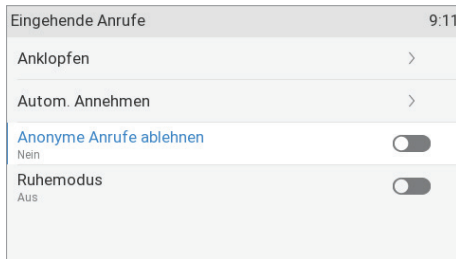 Eingehende Anrufe 9:11
Anklopfen
Autom. Annehmen
Anonyme Anrufe ablehnen
Nein
Ruhemodus
Aus